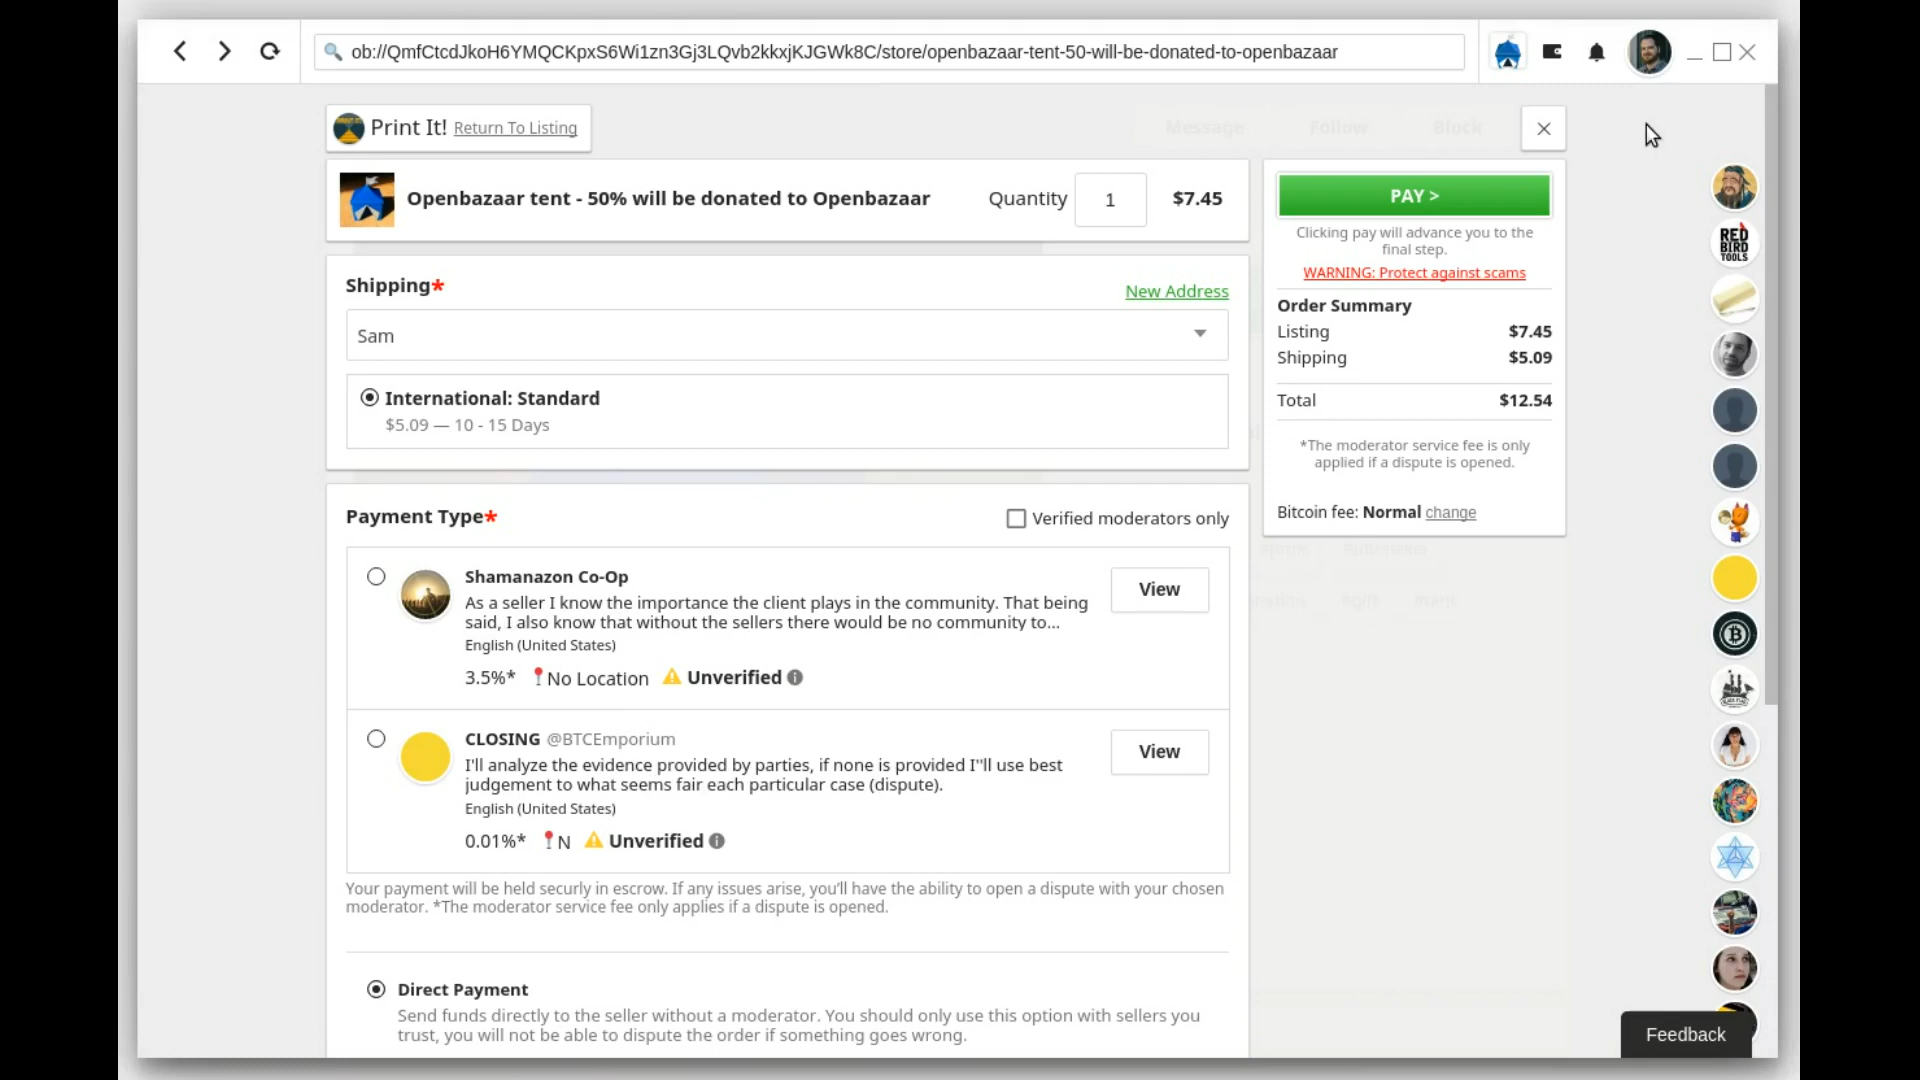 ob://QmfCtcdJkoH6YMQCKpxS6Wi1zn3Gj3LQvb2kkxjKJGWk8C/store/openbazaar-tent-50-will-be-donated-to-openbazaar
Print It! Return To Listing
Message Follow Block
Openbazaar tent - 50% will be donated to Openbazaar Quantity 1 $7.45
PAY >
Clicking pay will advance you to the
final step.
WARNING: Protect against scams
Order Summary
Listing $7.45
Shipping $5.09
Total $12.54
*The moderator service fee is only
applied if a dispute is opened.
Bitcoin fee: Normal change
Shipping*
New Address
Sam
International: Standard
$5.09 — 10 - 15 Days
Payment Type*
Verified moderators only
Shamanazon Co-Op
As a seller I know the importance the client plays in the community. That being
said, I also know that without the sellers there would be no community to...
English (United States)
3.5%* No Location Unverified
View
CLOSING @BTCEmporium
I'll analyze the evidence provided by parties, if none is provided I''ll use best
judgement to what seems fair each particular case (dispute).
English (United States)
0.01%* N Unverified
View
Your payment will be held securly in escrow. If any issues arise, you'll have the ability to open a dispute with your chosen
moderator. *The moderator service fee only applies if a dispute is opened.
Direct Payment
Send funds directly to the seller without a moderator. You should only use this option with sellers you
trust, you will not be able to dispute the order if something goes wrong.
RED
BIRD
TOOLS
Feedback